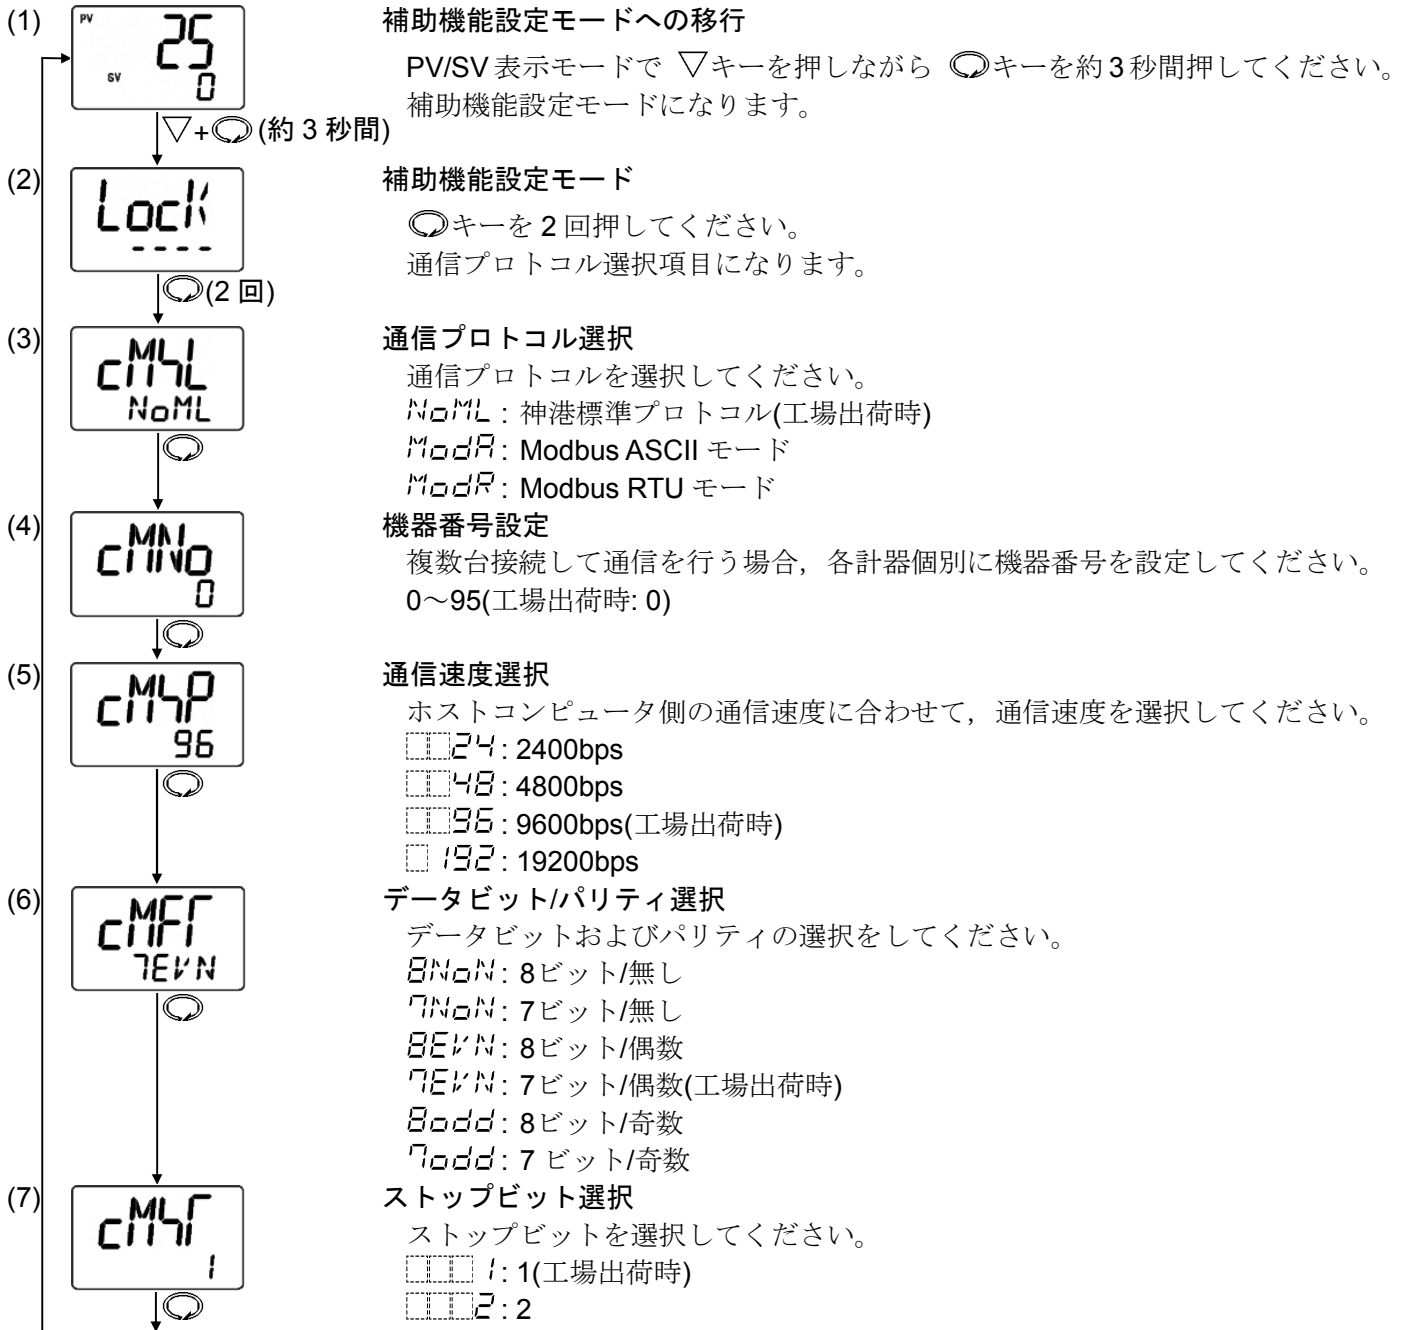 (1)
PV
25
SV
0
補助機能設定モードへの移行
PV/SV 表示モードで ▽キーを押しながら キーを約 3 秒間押してください。
補助機能設定モードになります。
▽+ (約 3 秒間)
(2)
Lock
----
補助機能設定モード
キーを 2 回押してください。
通信プロトコル選択項目になります。
(2 回)
(3)
cMYL
NoML
通信プロトコル選択
通信プロトコルを選択してください。
NoML : 神港標準プロトコル(工場出荷時)
ModA : Modbus ASCII モード
ModR : Modbus RTU モード
(4)
cMNo
0
機器番号設定
複数台接続して通信を行う場合，各計器個別に機器番号を設定してください。
0～95(工場出荷時: 0)
(5)
cMYP
96
通信速度選択
ホストコンピュータ側の通信速度に合わせて，通信速度を選択してください。
□□24 : 2400bps
□□48 : 4800bps
□□96 : 9600bps(工場出荷時)
□192 : 19200bps
(6)
cMFT
7EVN
データビット/パリティ選択
データビットおよびパリティの選択をしてください。
8NoN : 8ビット/無し
7NoN : 7ビット/無し
8EVN : 8ビット/偶数
7EVN : 7ビット/偶数(工場出荷時)
8odd : 8ビット/奇数
7odd : 7 ビット/奇数
(7)
cMYT
1
ストップビット選択
ストップビットを選択してください。
□□□1 : 1(工場出荷時)
□□□2 : 2